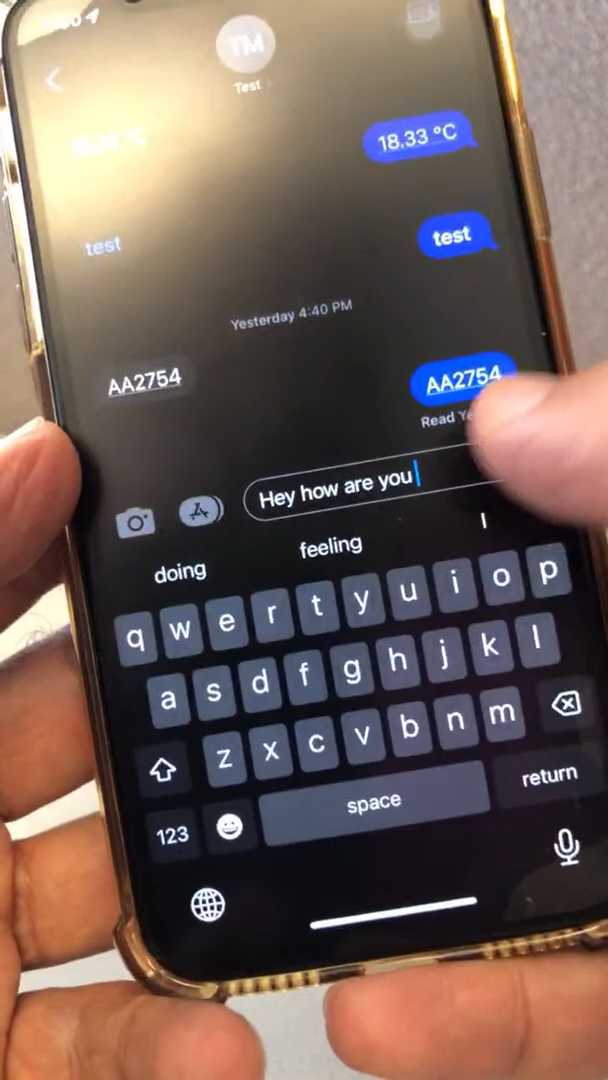 TM
Test
18.33 °C
test
test
Yesterday 4:40 PM
AA2754
AA2754
Read
Hey how are you
doing feeling I
q w e r t y u i o p
a s d f g h j k l
z x c v b n m
123 space return